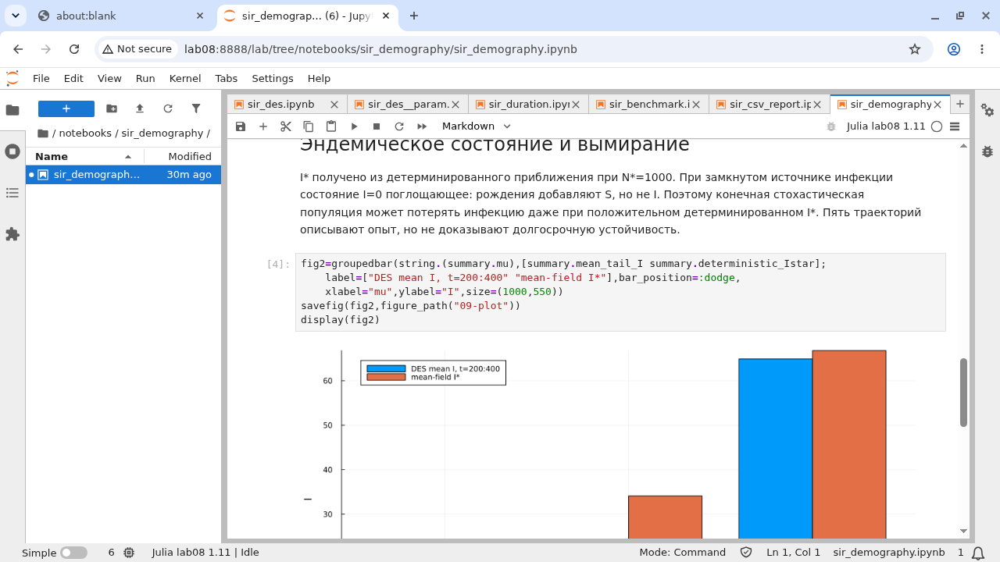 about:blank
sir_demograp… (6) - Jupy
Not secure
lab08:8888/lab/tree/notebooks/sir_demography/sir_demography.ipynb
File Edit View Run Kernel Tabs Settings Help
sir_des.ipynb
sir_des__param.
sir_duration.ipyn
sir_benchmark.i
sir_csv_report.ip
sir_demography
/ notebooks / sir_demography /
Markdown
Julia lab08 1.11
Name
Modified
sir_demograph…
30m ago
Эндемическое состояние и вымирание
I* получено из детерминированного приближения при N*=1000. При замкнутом источнике инфекции
состояние I=0 поглощающее: рождения добавляют S, но не I. Поэтому конечная стохастическая
популяция может потерять инфекцию даже при положительном детерминированном I*. Пять траекторий
описывают опыт, но не доказывают долгосрочную устойчивость.
[4]:
fig2=groupedbar(string.(summary.mu),[summary.mean_tail_I summary.deterministic_Istar];
label=["DES mean I, t=200:400" "mean-field I*"],bar_position=:dodge,
xlabel="mu",ylabel="I",size=(1000,550))
savefig(fig2,figure_path("09-plot"))
display(fig2)
DES mean I, t=200:400
mean-field I*
60
50
40
30
I
Simple
6
Julia lab08 1.11 | Idle
Mode: Command
Ln 1, Col 1
sir_demography.ipynb
1